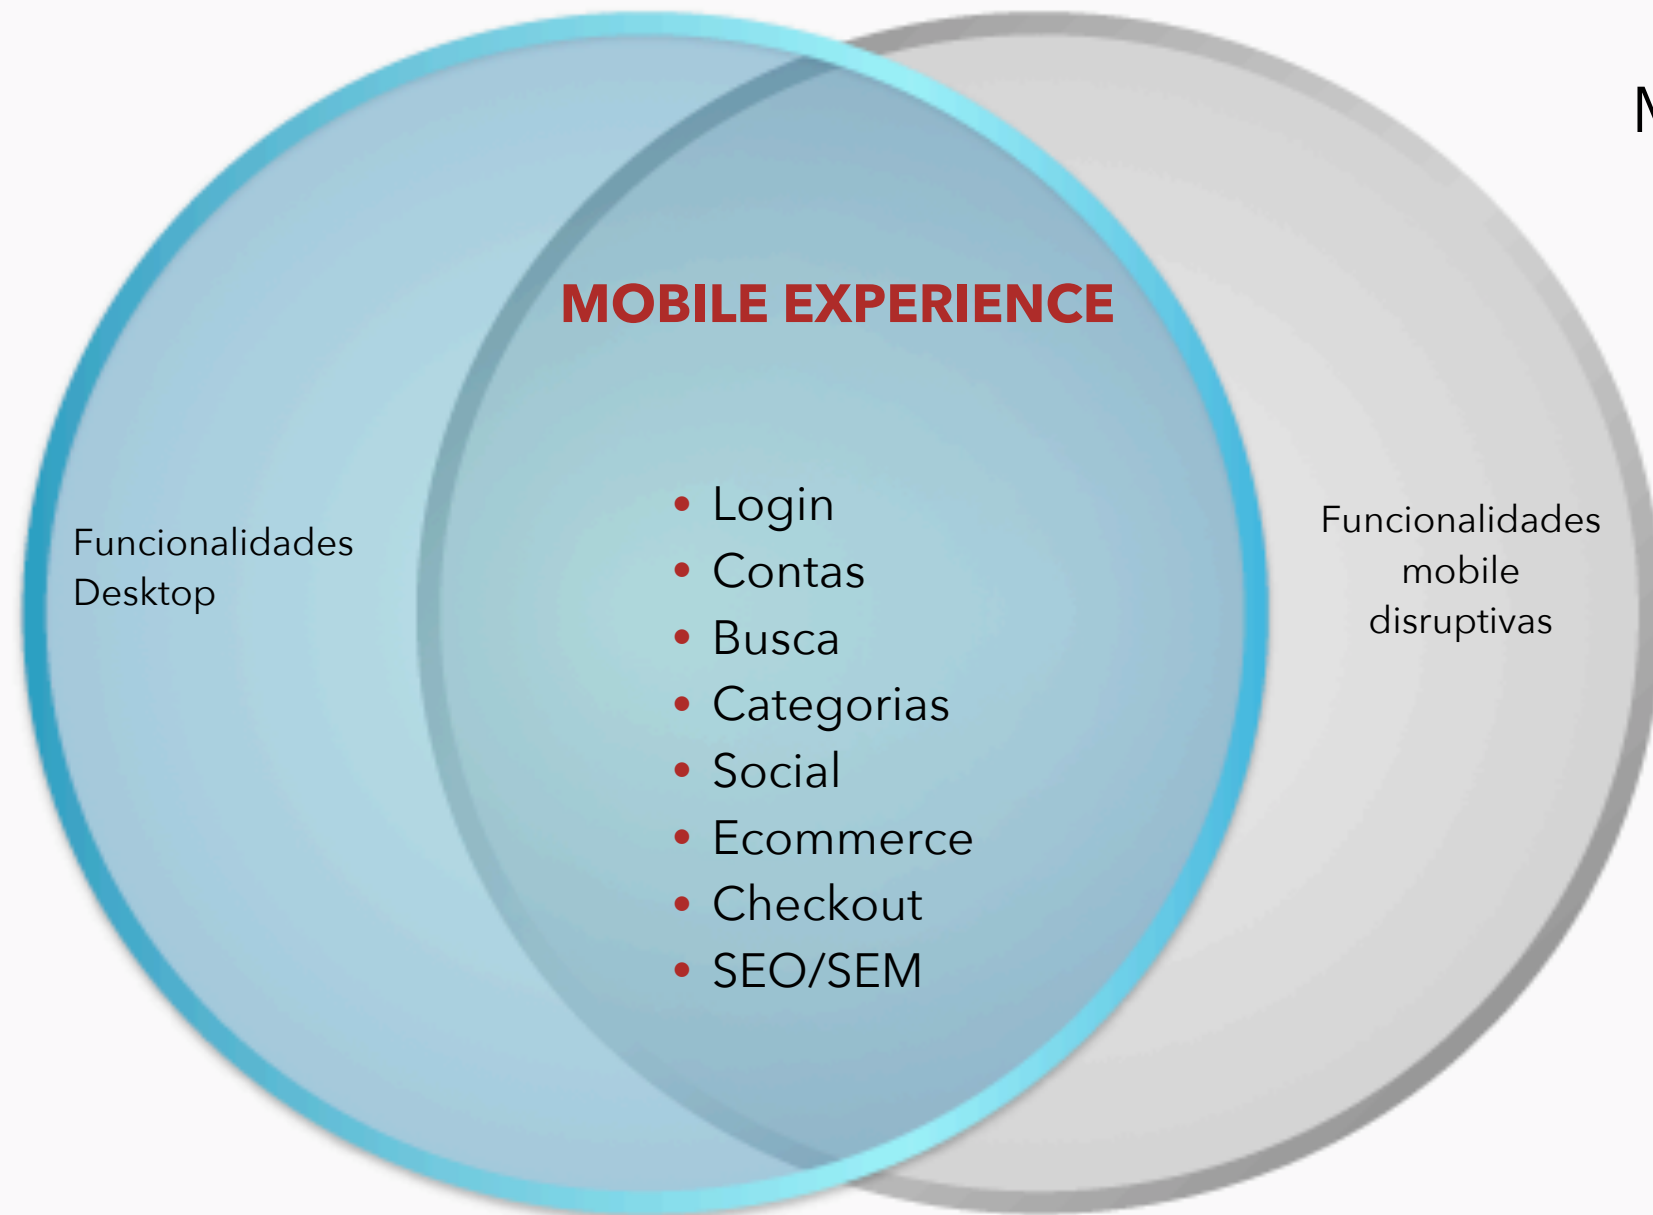 M
MOBILE EXPERIENCE
Funcionalidades
Desktop
• Login
• Contas
• Busca
• Categorias
• Social
• Ecommerce
• Checkout
• SEO/SEM
Funcionalidades
mobile
disruptivas